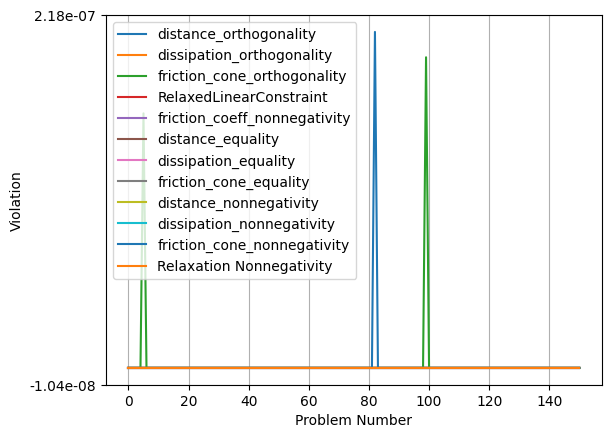 2.18e-07
distance_orthogonality
dissipation_orthogonality
friction_cone_orthogonality
RelaxedLinearConstraint
friction_coeff_nonnegativity
distance_equality
dissipation_equality
friction_cone_equality
distance_nonnegativity
dissipation_nonnegativity
friction_cone_nonnegativity
Relaxation Nonnegativity
Violation
-1.04e-08
0 20 40 60 80 100 120 140
Problem Number